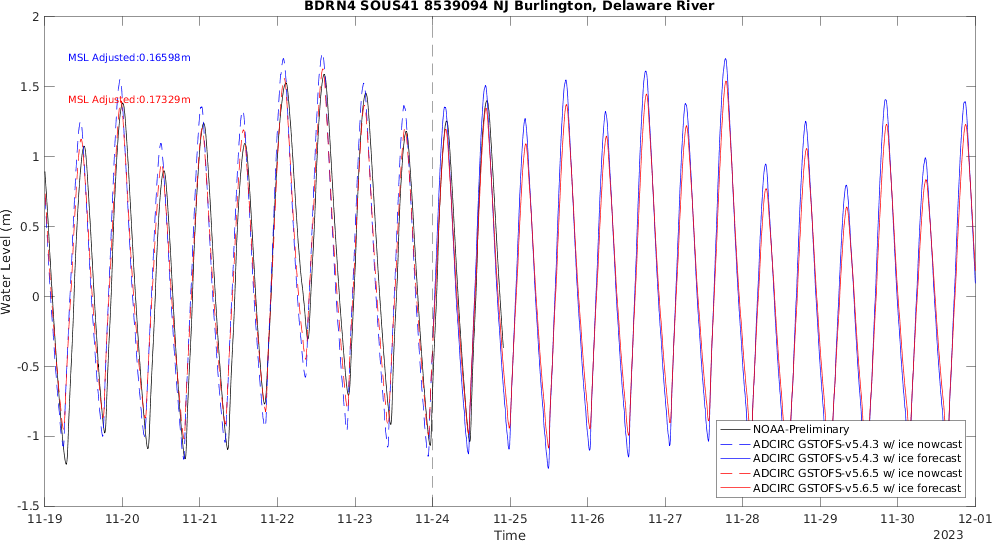 BDRN4 SOUS41 8539094 NJ Burlington, Delaware River
2
1.5
1
0.5
0
-0.5
-1
-1.5
Water Level (m)
MSL Adjusted:0.16598m
MSL Adjusted:0.17329m
NOAA-Preliminary
ADCIRC GSTOFS-v5.4.3 w/ ice nowcast
ADCIRC GSTOFS-v5.4.3 w/ ice forecast
ADCIRC GSTOFS-v5.6.5 w/ ice nowcast
ADCIRC GSTOFS-v5.6.5 w/ ice forecast
11-19 11-20 11-21 11-22 11-23 11-24 11-25 11-26 11-27 11-28 11-29 11-30 12-01
Time
2023